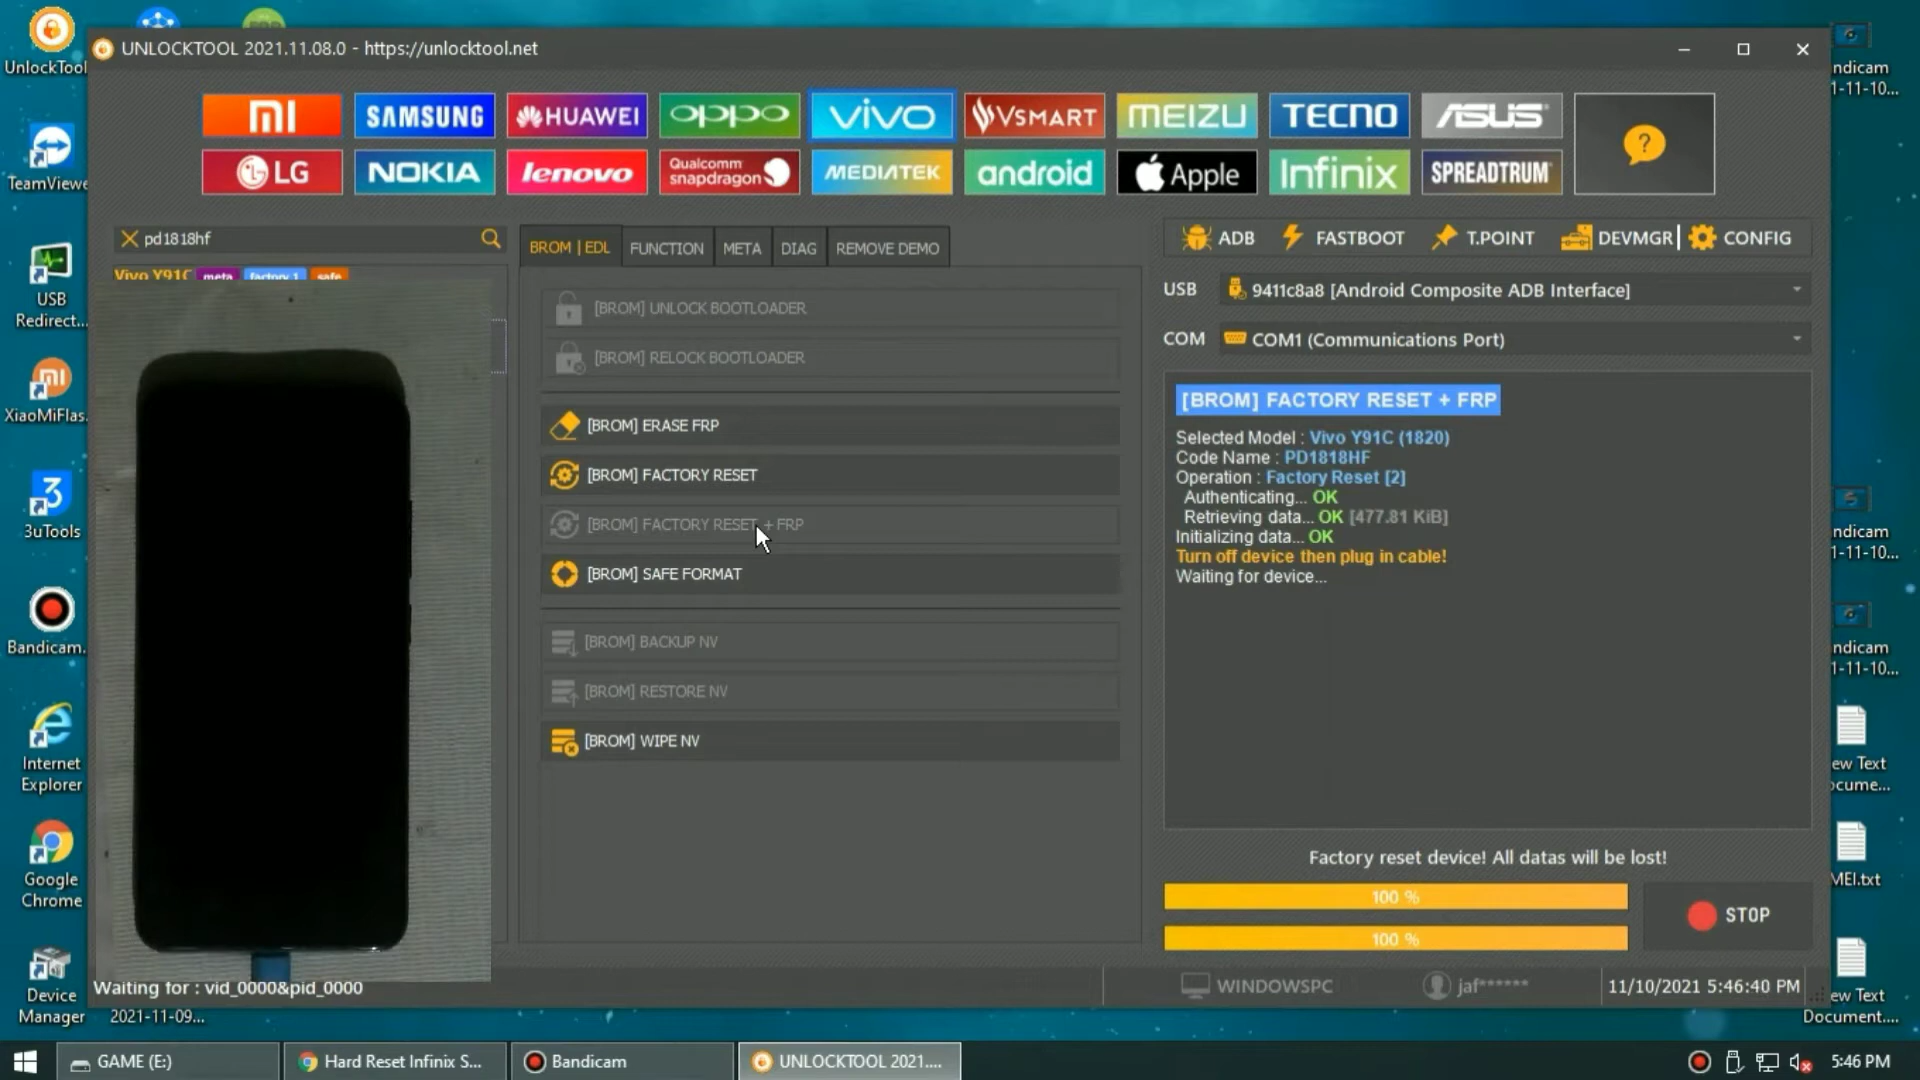 UNLOCKTOOL 2021.11.08.0 - https://unlocktool.net
UnlockTool
TeamViewe
USB
Redirect...
XiaoMiFlas.
3uTools
Bandicam.
Internet
Explorer
Google
Chrome
Device
Manager
2021-11-09...
mi
SAMSUNG
HUAWEI
oppo
vivo
VSMART
MEIZU
TECNO
ASUS
?
LG
NOKIA
lenovo
Qualcomm
snapdragon
MEDIATEK
android
Apple
Infinix
SPREADTRUM
pd1818hf
Vivo Y91C meta factory 1 safe
BROM | EDL
FUNCTION
META
DIAG
REMOVE DEMO
[BROM] UNLOCK BOOTLOADER
[BROM] RELOCK BOOTLOADER
[BROM] ERASE FRP
[BROM] FACTORY RESET
[BROM] FACTORY RESET + FRP
[BROM] SAFE FORMAT
[BROM] BACKUP NV
[BROM] RESTORE NV
[BROM] WIPE NV
ADB
FASTBOOT
T.POINT
DEVMGR
CONFIG
USB
9411c8a8 [Android Composite ADB Interface]
COM
COM1 (Communications Port)
[BROM] FACTORY RESET + FRP
Selected Model : Vivo Y91C (1820)
Code Name : PD1818HF
Operation : Factory Reset [2]
Authenticating... OK
Retrieving data... OK [477.81 KiB]
Initializing data... OK
Turn off device then plug in cable!
Waiting for device...
Factory reset device! All datas will be lost!
100 %
100 %
STOP
Waiting for : vid_0000&pid_0000
WINDOWSPC
jaf******
11/10/2021 5:46:40 PM
ndicam
1-11-10...
ndicam
1-11-10...
ndicam
1-11-10...
ew Text
ocume...
MEI.txt
ew Text
Document....
GAME (E:)
Hard Reset Infinix S...
Bandicam
UNLOCKTOOL 2021....
5:46 PM